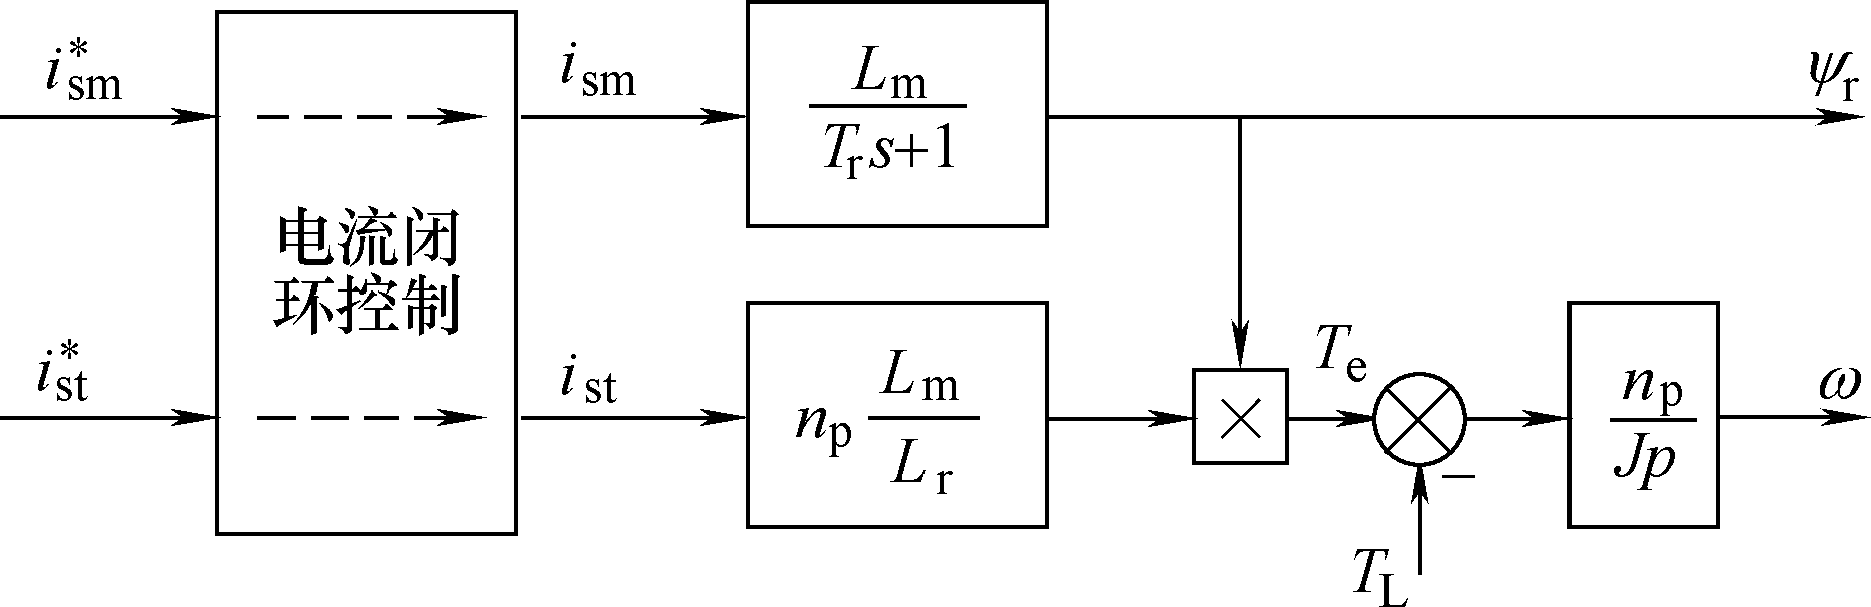 i*sm
i*st
电流闭
环控制
ism
ist
Lm
Trs+1
np Lm
Lr
ψr
×
Te
−
TL
np
Jp
ω